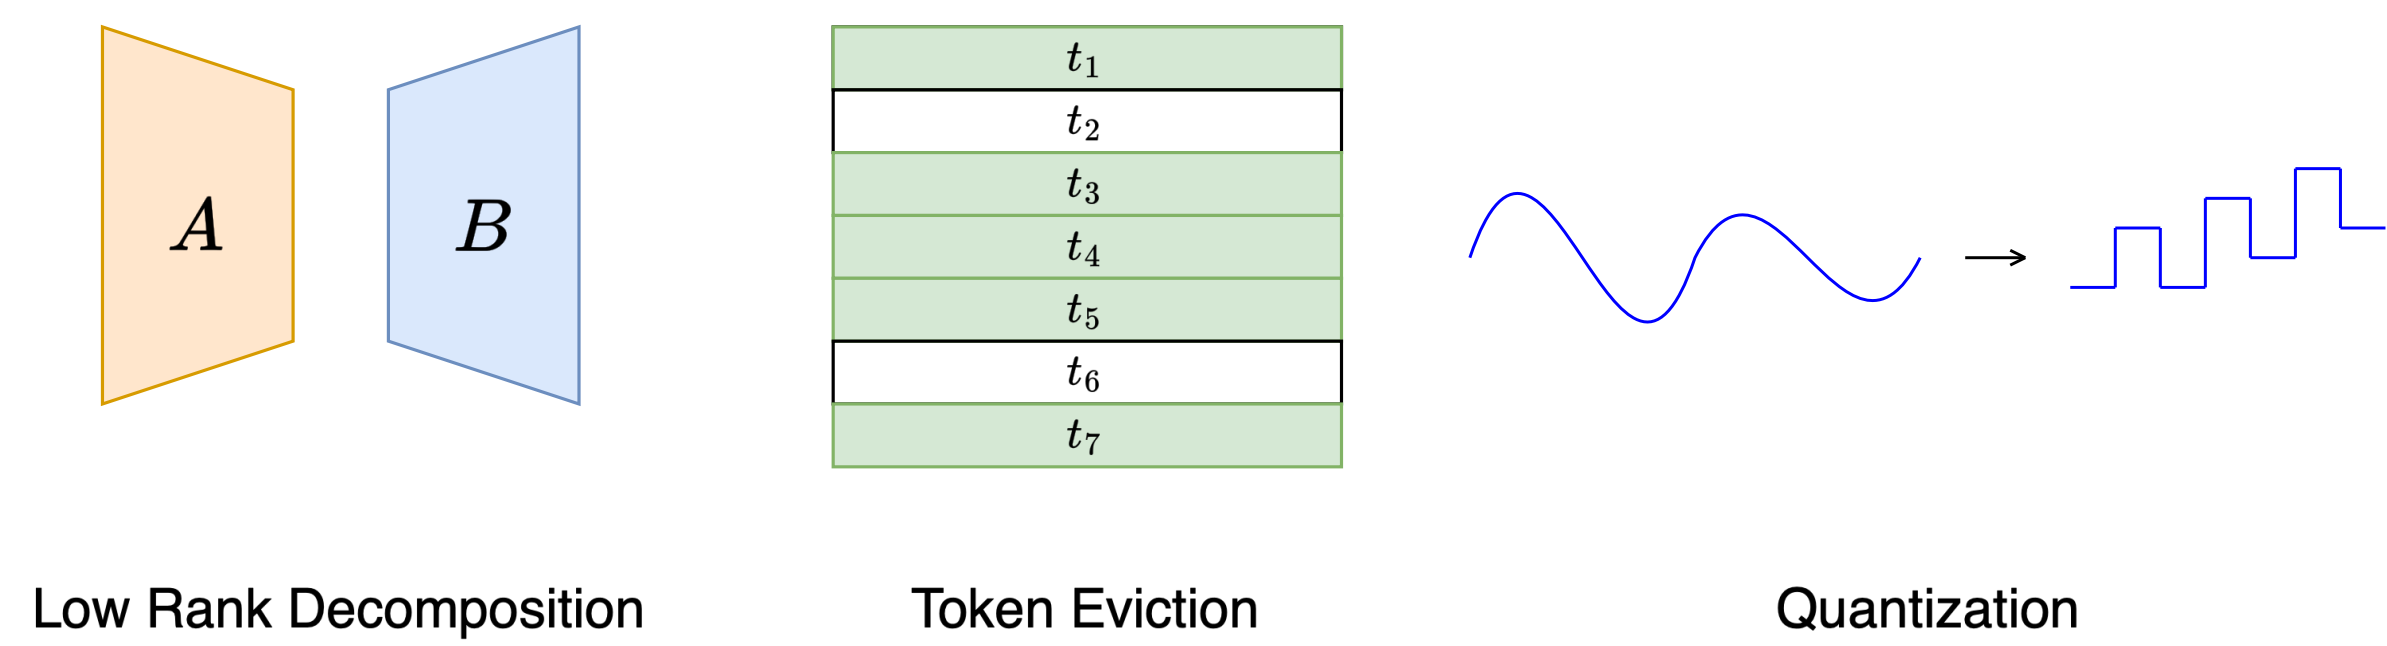 A
B
t₁
t₂
t₃
t₄
t₅
t₆
t₇
Low Rank Decomposition
Token Eviction
Quantization